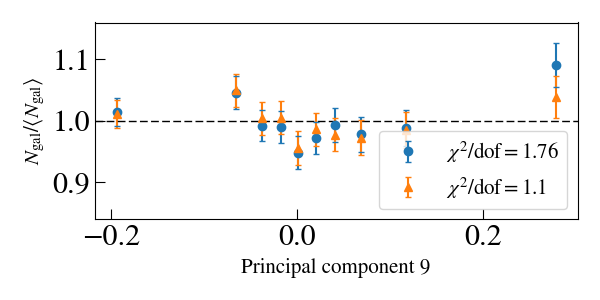 1.1
1.0
0.9
N_gal/⟨N_gal⟩
χ²/dof = 1.76
χ²/dof = 1.1
−0.2 0.0 0.2
Principal component 9